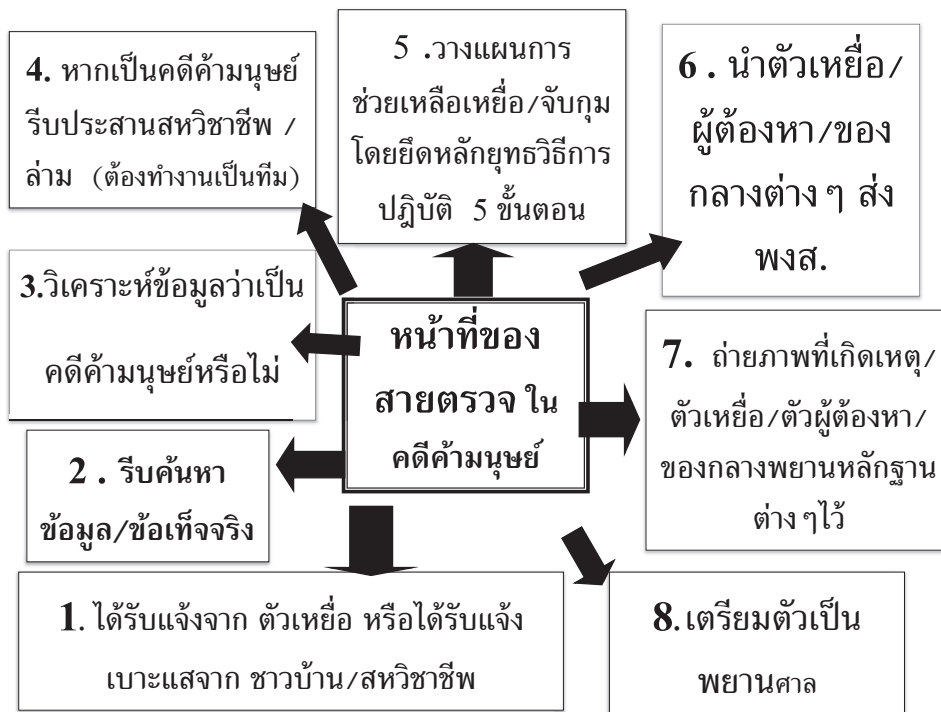 4. หากเป็นคดีค้ามนุษย์
รีบประสานสหวิชาชีพ /
ล่าม (ต้องทำงานเป็นทีม)
5 .วางแผนการ
ช่วยเหลือเหยื่อ/จับกุม
โดยยึดหลักยุทธวิธีการ
ปฎิบัติ 5 ขั้นตอน
6 . นำตัวเหยื่อ/
ผู้ต้องหา/ของ
กลางต่าง ๆ ส่ง
พงส.
3.วิเคราะห์ข้อมูลว่าเป็น
คดีค้ามนุษย์หรือไม่
หน้าที่ของ
สายตรวจ ใน
คดีค้ามนุษย์
7. ถ่ายภาพที่เกิดเหตุ/
ตัวเหยื่อ/ตัวผู้ต้องหา/
ของกลางพยานหลักฐาน
ต่าง ๆไว้
2 . รีบค้นหา
ข้อมูล/ข้อเท็จจริง
1. ได้รับแจ้งจาก ตัวเหยื่อ หรือได้รับแจ้ง
เบาะแสจาก ชาวบ้าน/สหวิชาชีพ
8.เตรียมตัวเป็น
พยานศาล